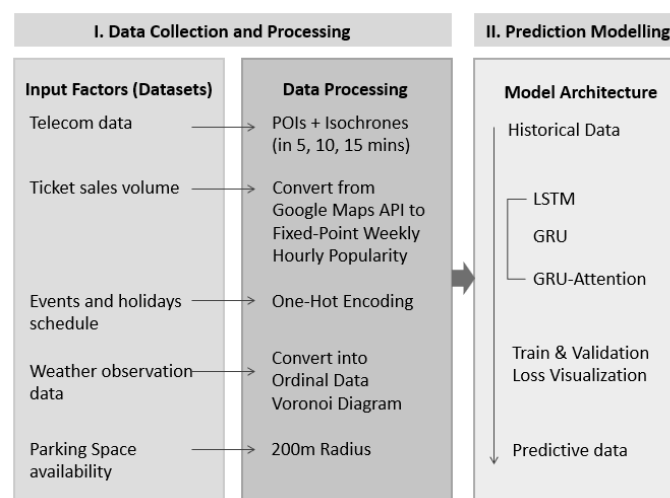 I. Data Collection and Processing
II. Prediction Modelling
Input Factors (Datasets)
Telecom data
Ticket sales volume
Events and holidays
schedule
Weather observation
data
Parking Space
availability
Data Processing
POIs + Isochrones
(in 5, 10, 15 mins)
Convert from
Google Maps API to
Fixed-Point Weekly
Hourly Popularity
One-Hot Encoding
Convert into
Ordinal Data
Voronoi Diagram
200m Radius
Model Architecture
Historical Data
LSTM
GRU
GRU-Attention
Train & Validation
Loss Visualization
Predictive data